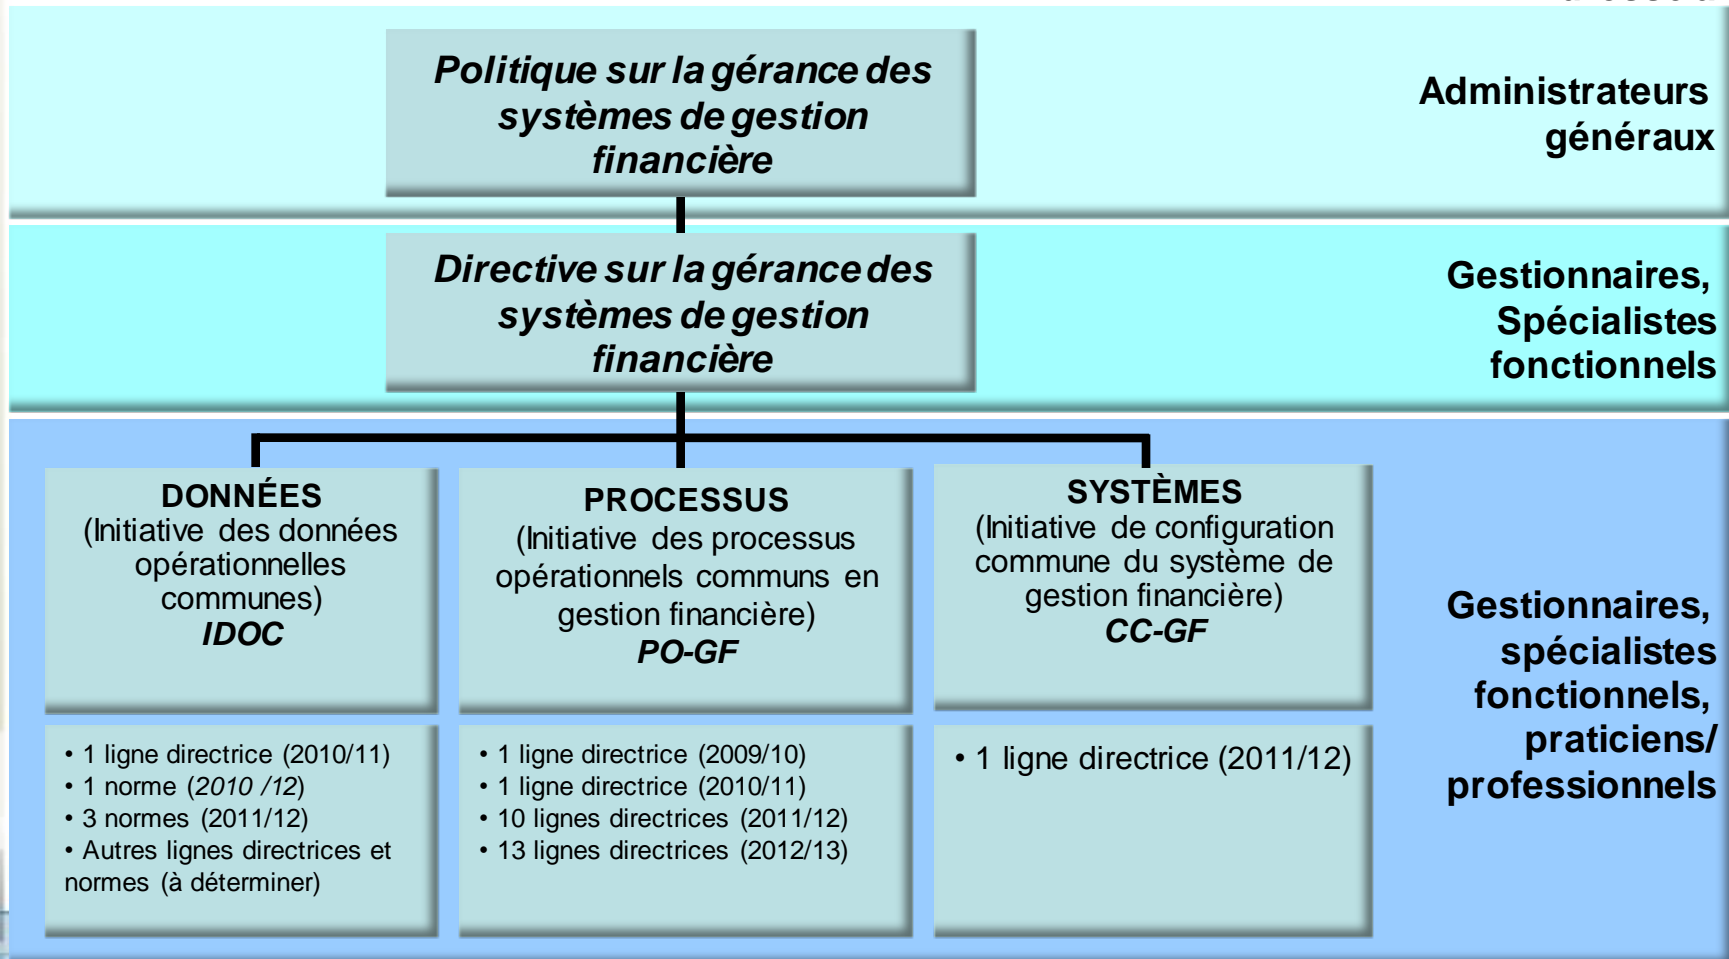 Politique sur la gérance des
systèmes de gestion
financière
Administrateurs
généraux
Directive sur la gérance des
systèmes de gestion
financière
Gestionnaires,
Spécialistes
fonctionnels
DONNÉES
(Initiative des données
opérationnelles
communes)
IDOC
PROCESSUS
(Initiative des processus
opérationnels communs en
gestion financière)
PO-GF
SYSTÈMES
(Initiative de configuration
commune du système de
gestion financière)
CC-GF
• 1 ligne directrice (2010/11)
• 1 norme (2010 /12)
• 3 normes (2011/12)
• Autres lignes directrices et
normes (à déterminer)
• 1 ligne directrice (2009/10)
• 1 ligne directrice (2010/11)
• 10 lignes directrices (2011/12)
• 13 lignes directrices (2012/13)
• 1 ligne directrice (2011/12)
Gestionnaires,
spécialistes
fonctionnels,
praticiens/
professionnels